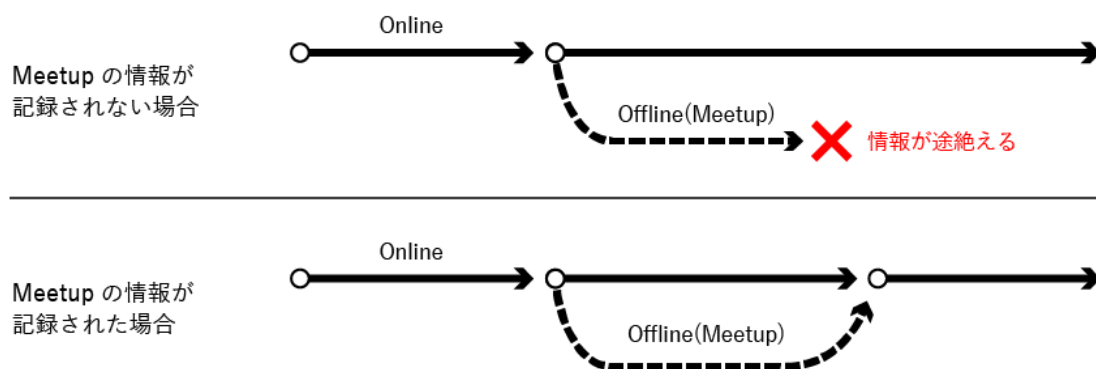 Online
Meetup の情報が
記録されない場合
Offline(Meetup)
情報が途絶える
Online
Meetup の情報が
記録された場合
Offline(Meetup)